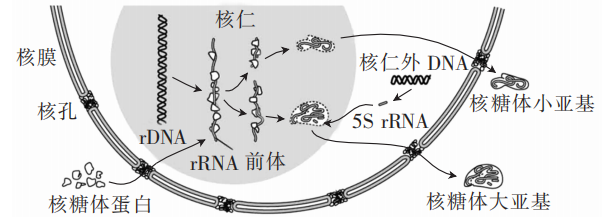 核仁
核膜
核仁外 DNA
核孔
核糖体小亚基
rDNA
5S rRNA
rRNA 前体
核糖体蛋白
核糖体大亚基